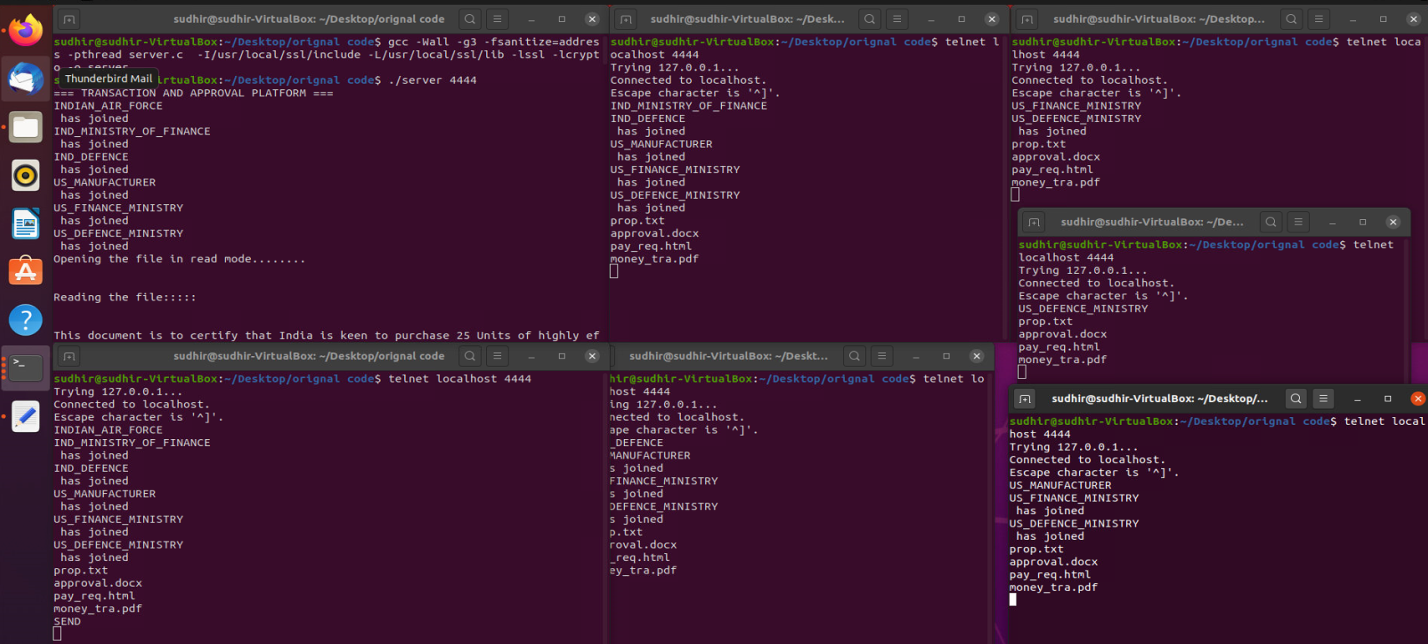 sudhir@sudhir-VirtualBox: ~/Desktop/orignal code
sudhir@sudhir-VirtualBox:~/Desktop/orignal code$ gcc -Wall -g3 -fsanitize=addres
s -pthread server.c  -I/usr/local/ssl/include -L/usr/local/ssl/lib -lssl -lcrypt
o -o server
Thunderbird Mail
irtualBox:~/Desktop/orignal code$ ./server 4444
=== TRANSACTION AND APPROVAL PLATFORM ===
INDIAN_AIR_FORCE
 has joined
IND_MINISTRY_OF_FINANCE
 has joined
IND_DEFENCE
 has joined
US_MANUFACTURER
 has joined
US_FINANCE_MINISTRY
 has joined
US_DEFENCE_MINISTRY
 has joined
Opening the file in read mode........
Reading the file:::::
This document is to certify that India is keen to purchase 25 Units of highly ef
sudhir@sudhir-VirtualBox: ~/Desk...
sudhir@sudhir-VirtualBox:~/Desktop/orignal code$ telnet l
ocalhost 4444
Trying 127.0.0.1...
Connected to localhost.
Escape character is '^]'.
IND_MINISTRY_OF_FINANCE
IND_DEFENCE
 has joined
US_MANUFACTURER
 has joined
US_FINANCE_MINISTRY
 has joined
US_DEFENCE_MINISTRY
 has joined
prop.txt
approval.docx
pay_req.html
money_tra.pdf
sudhir@sudhir-VirtualBox: ~/Desktop...
sudhir@sudhir-VirtualBox:~/Desktop/orignal code$ telnet loca
lhost 4444
Trying 127.0.0.1...
Connected to localhost.
Escape character is '^]'.
US_FINANCE_MINISTRY
US_DEFENCE_MINISTRY
 has joined
prop.txt
approval.docx
pay_req.html
money_tra.pdf
sudhir@sudhir-VirtualBox: ~/De...
sudhir@sudhir-VirtualBox:~/Desktop/orignal code$ telnet
localhost 4444
Trying 127.0.0.1...
Connected to localhost.
Escape character is '^]'.
US_DEFENCE_MINISTRY
prop.txt
approval.docx
pay_req.html
money_tra.pdf
sudhir@sudhir-VirtualBox: ~/Desktop/orignal code
sudhir@sudhir-VirtualBox:~/Desktop/orignal code$ telnet localhost 4444
Trying 127.0.0.1...
Connected to localhost.
Escape character is '^]'.
INDIAN_AIR_FORCE
IND_MINISTRY_OF_FINANCE
 has joined
IND_DEFENCE
 has joined
US_MANUFACTURER
 has joined
US_FINANCE_MINISTRY
 has joined
US_DEFENCE_MINISTRY
 has joined
prop.txt
approval.docx
pay_req.html
money_tra.pdf
SEND
sudhir@sudhir-VirtualBox: ~/Deskt...
hir@sudhir-VirtualBox:~/Desktop/orignal code$ telnet lo
host 4444
ing 127.0.0.1...
nected to localhost.
ape character is '^]'.
_DEFENCE
MANUFACTURER
s joined
FINANCE_MINISTRY
s joined
DEFENCE_MINISTRY
s joined
p.txt
roval.docx
_req.html
ey_tra.pdf
sudhir@sudhir-VirtualBox: ~/Desktop/...
sudhir@sudhir-VirtualBox:~/Desktop/orignal code$ telnet local
host 4444
Trying 127.0.0.1...
Connected to localhost.
Escape character is '^]'.
US_MANUFACTURER
US_FINANCE_MINISTRY
 has joined
US_DEFENCE_MINISTRY
 has joined
prop.txt
approval.docx
pay_req.html
money_tra.pdf